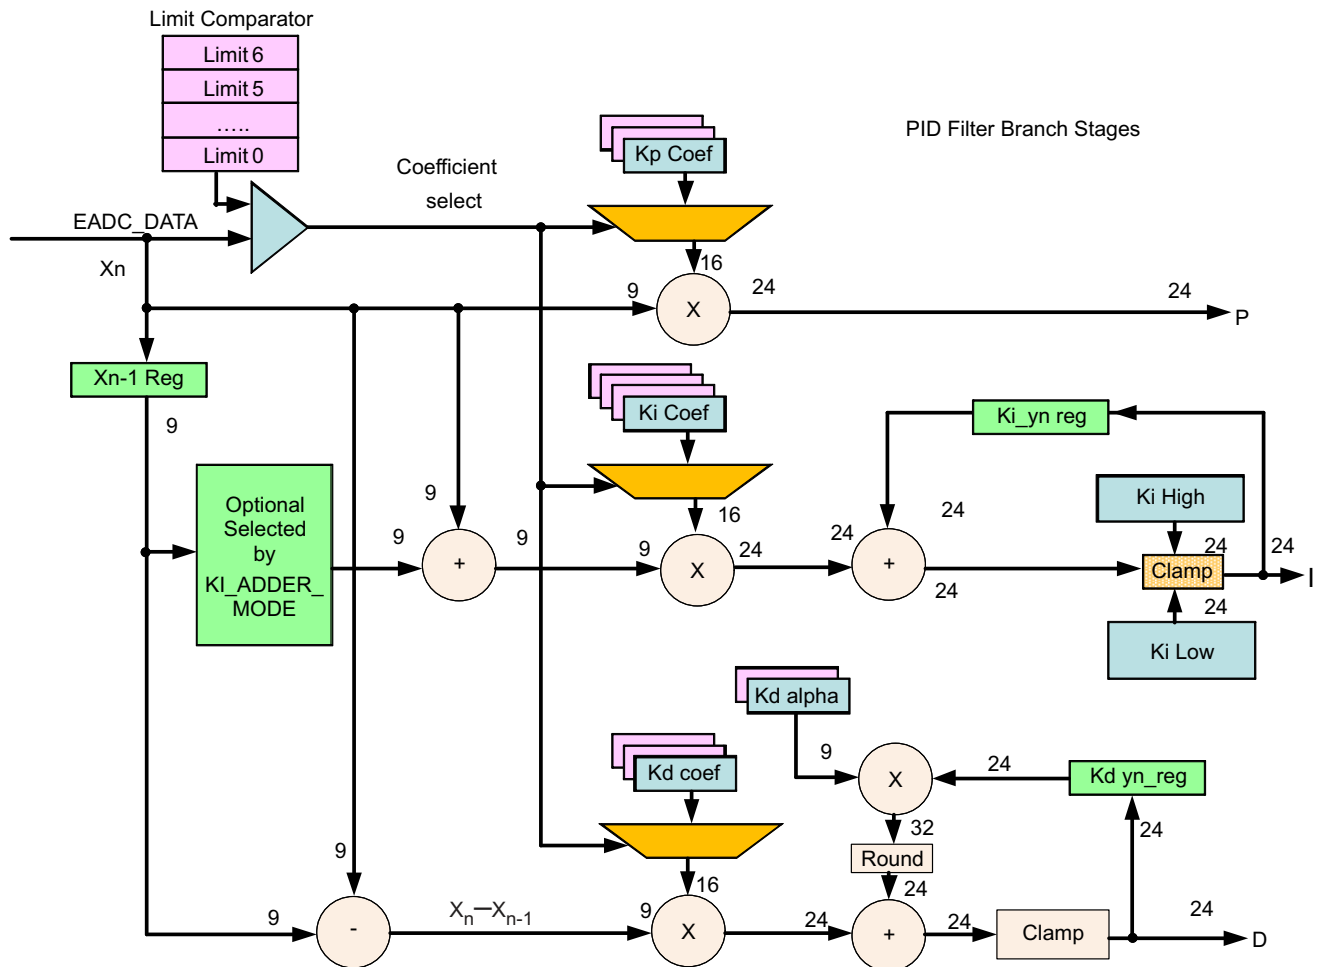 Limit Comparator
Limit 6
Limit 5
.....
Limit 0
PID Filter Branch Stages
Kp Coef
Coefficient
select
EADC_DATA
Xn
16
9
24
24
X
P
Xn-1 Reg
9
Ki Coef
Ki_yn reg
Optional
Selected
by
KI_ADDER_
MODE
9
9
+
9
16
9
X
24
24
24
+
24
Ki High
24
24
Clamp
I
24
Ki Low
Kd alpha
9
X
24
Kd yn_reg
Kd coef
32
24
Round
9
16
24
9
-
Xn—Xn-1
9
X
24
+
24
Clamp
24
D